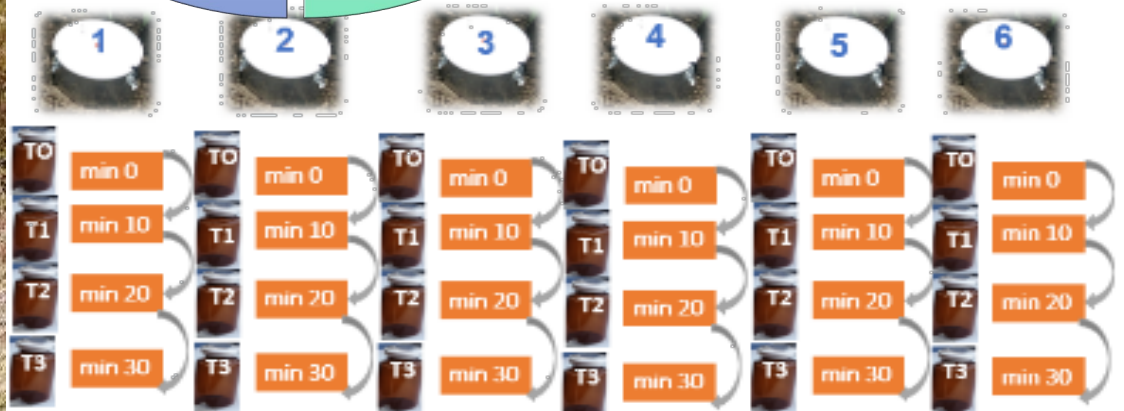 1 2 3 4 5 6
TO min 0 TO min 0 TO min 0 TO min 0 TO min 0 TO min 0
T1 min 10 T1 min 10 T1 min 10 T1 min 10 T1 min 10 T1 min 10
T2 min 20 T2 min 20 T2 min 20 T2 min 20 T2 min 20 T2 min 20
T3 min 30 T3 min 30 T3 min 30 T3 min 30 T3 min 30 T3 min 30